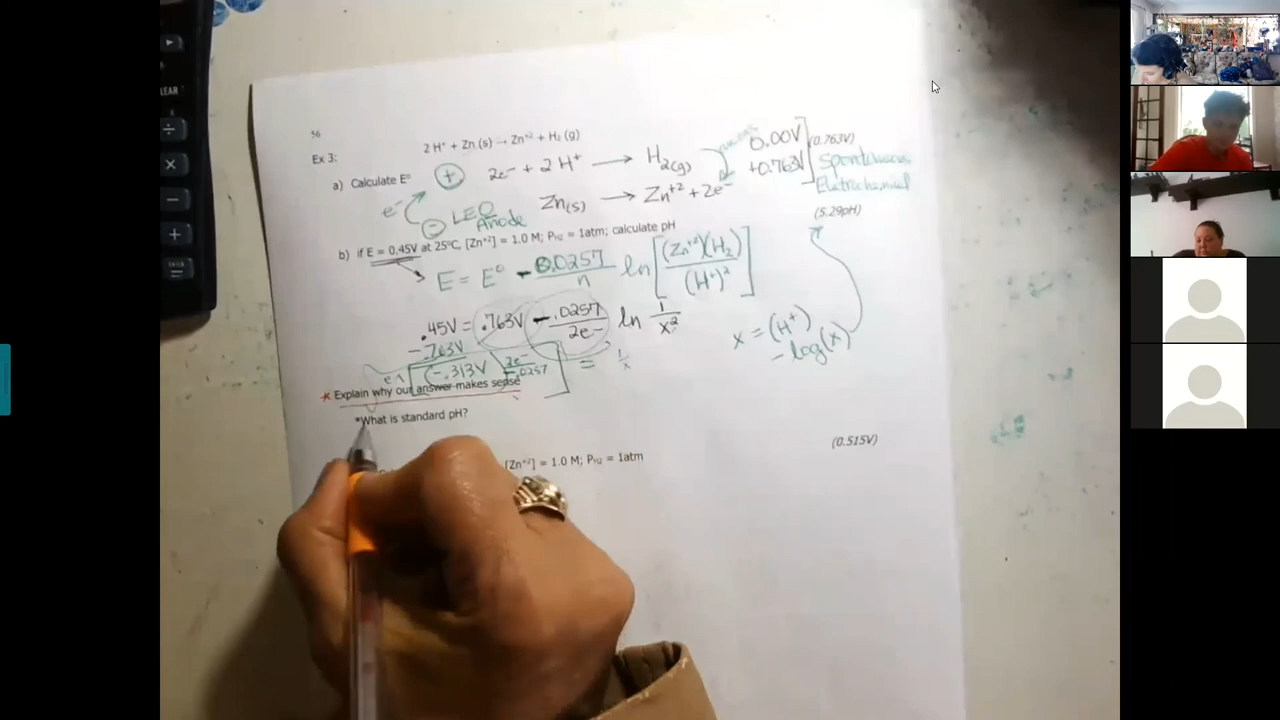 LEAR
56
2 H⁺ + Zn (s) → Zn⁺² + H₂ (g)
Ex 3:
a) Calculate E°
+ 2e⁻ + 2 H⁺ → H₂(g) 0.00V (0.763V)
Zn(s) → Zn⁺² + 2e⁻ +0.763V Spontaneous
e⁻ - LEO
Anode
Eletrochemical
(5.29pH)
b) if E = 0.45V at 25°C, [Zn⁺²] = 1.0 M; P_H2 = 1atm; calculate pH
E = E° - 0.0257/n ln[(Zn⁺²)(H₂)/(H⁺)²]
.45V = .763V - .0257/2e⁻ ln 1/x²
-.763V
x = (H⁺)
-log(x)
e^[(-.313V 2e⁻/-.0257] = 1/x
* Explain why our answer makes sense
*What is standard pH?
(0.515V)
[Zn⁺²] = 1.0 M; P_H2 = 1atm